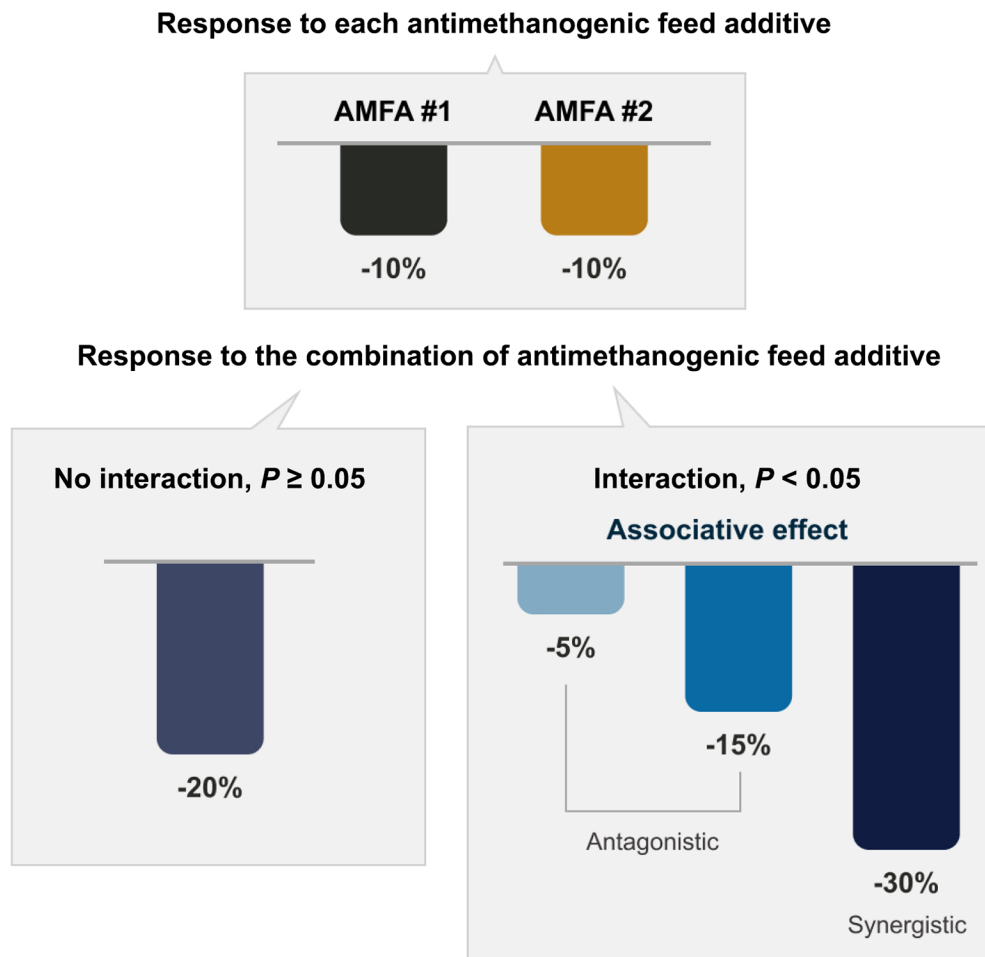 Response to each antimethanogenic feed additive
AMFA #1
AMFA #2
-10%
-10%
Response to the combination of antimethanogenic feed additive
No interaction, P ≥ 0.05
-20%
Interaction, P < 0.05
Associative effect
-5%
-15%
Antagonistic
-30%
Synergistic